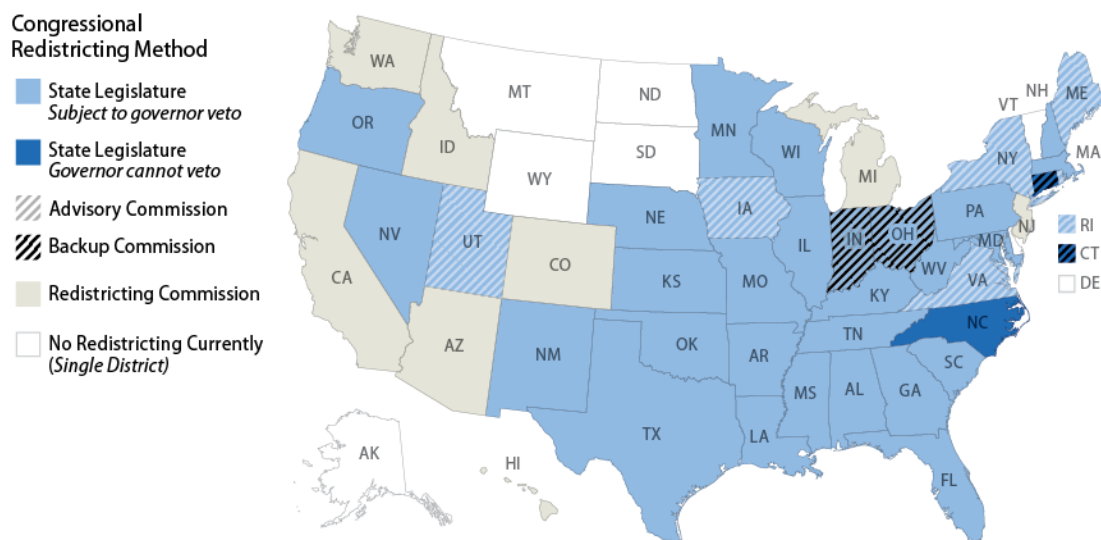 Congressional
Redistricting Method
State Legislature
Subject to governor veto
State Legislature
Governor cannot veto
Advisory Commission
Backup Commission
Redistricting Commission
No Redistricting Currently
(Single District)
WA
MT
ND
MN
OR
ID
WY
SD
WI
MI
NH
VT
ME
NY
MA
NV
UT
CO
NE
IA
IL
IN
OH
PA
NJ
RI
CT
DE
CA
KS
MO
KY
WV
MD
VA
AZ
NM
OK
AR
TN
NC
SC
TX
LA
MS
AL
GA
FL
AK
HI